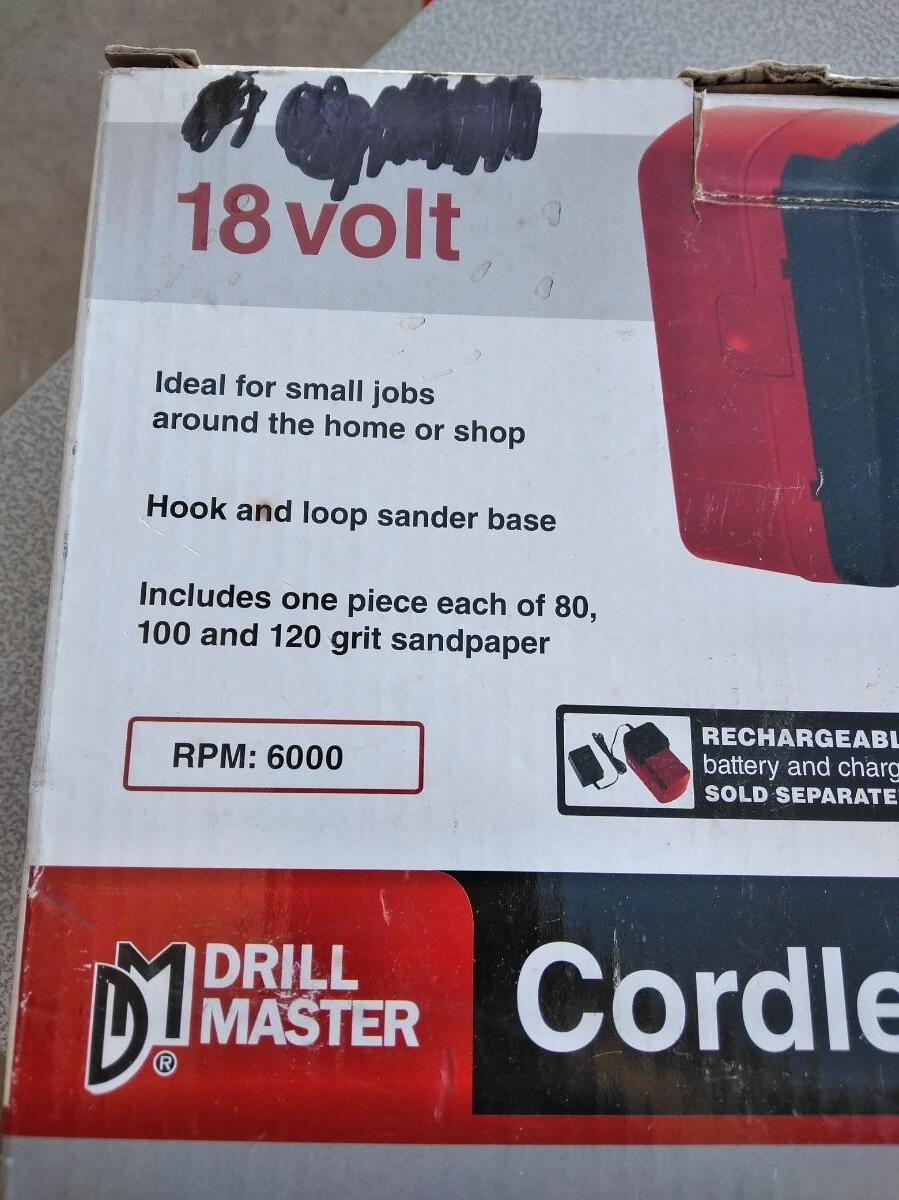 18 volt
Ideal for small jobs
around the home or shop
Hook and loop sander base
Includes one piece each of 80,
100 and 120 grit sandpaper
RPM: 6000
RECHARGEABL
battery and charg
SOLD SEPARATE
DM
®
DRILL
MASTER
Cordle